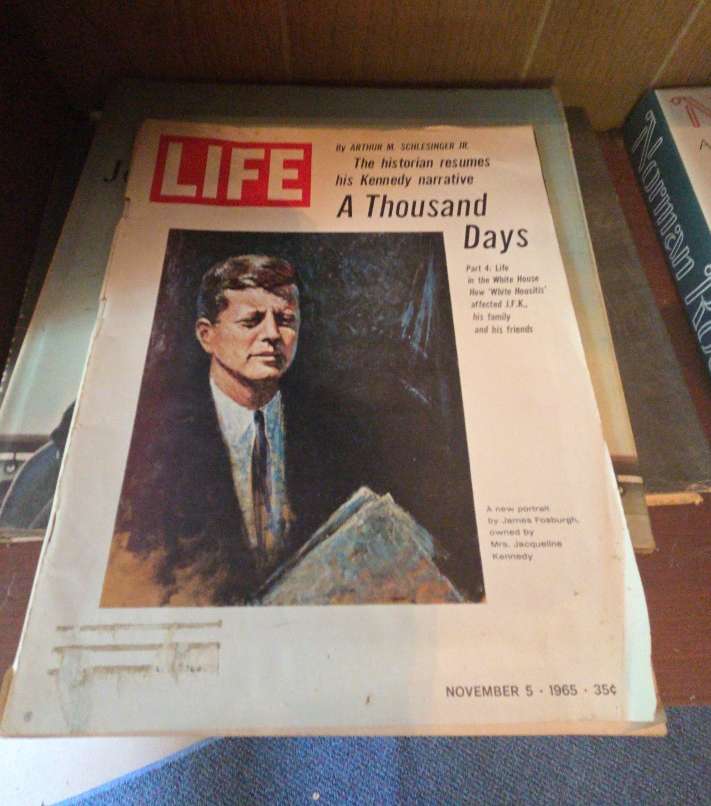 LIFE
By ARTHUR M. SCHLESINGER JR.
The historian resumes
his Kennedy narrative
A Thousand
Days
Part 4: Life
in the White House
How 'White Housitis'
affected J.F.K.,
his family
and his friends
A new portrait
by James Fosburgh,
owned by
Mrs. Jacqueline
Kennedy
NOVEMBER 5 · 1965 · 35¢
Norman